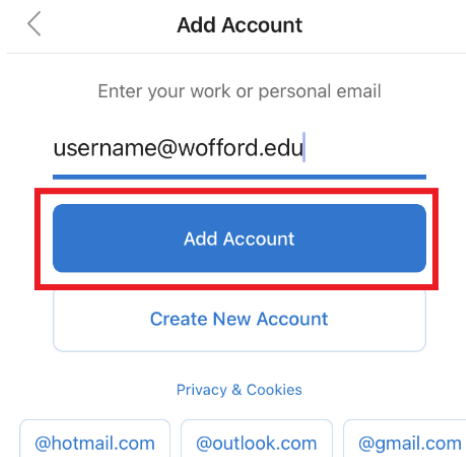 Add Account
Enter your work or personal email
username@wofford.edu
Add Account
Create New Account
Privacy & Cookies
@hotmail.com @outlook.com @gmail.com